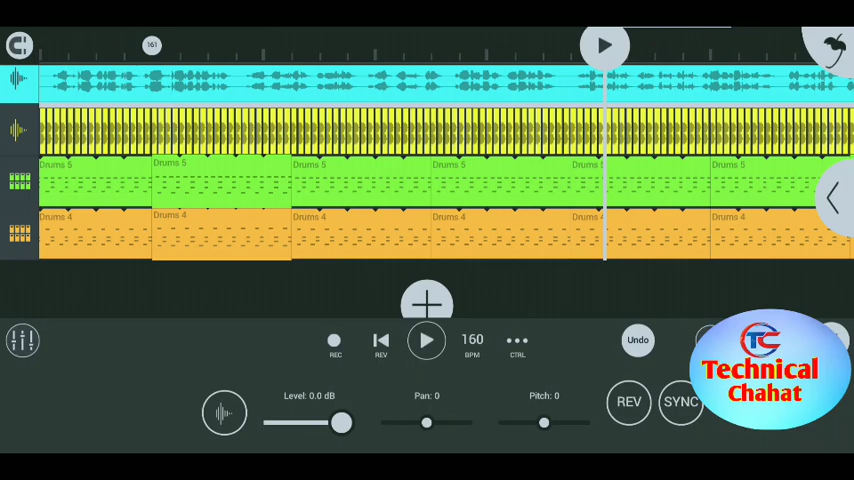 161
Drums 5
Drums 5
Drums 5
Drums 5
Drums 5
Drums 5
Drums 4
Drums 4
Drums 4
Drums 4
Drums 4
Drums 4
REC
REV
160
BPM
CTRL
Undo
Level: 0.0 dB
Pan: 0
Pitch: 0
REV
SYNC
TC
Technical
Chahat